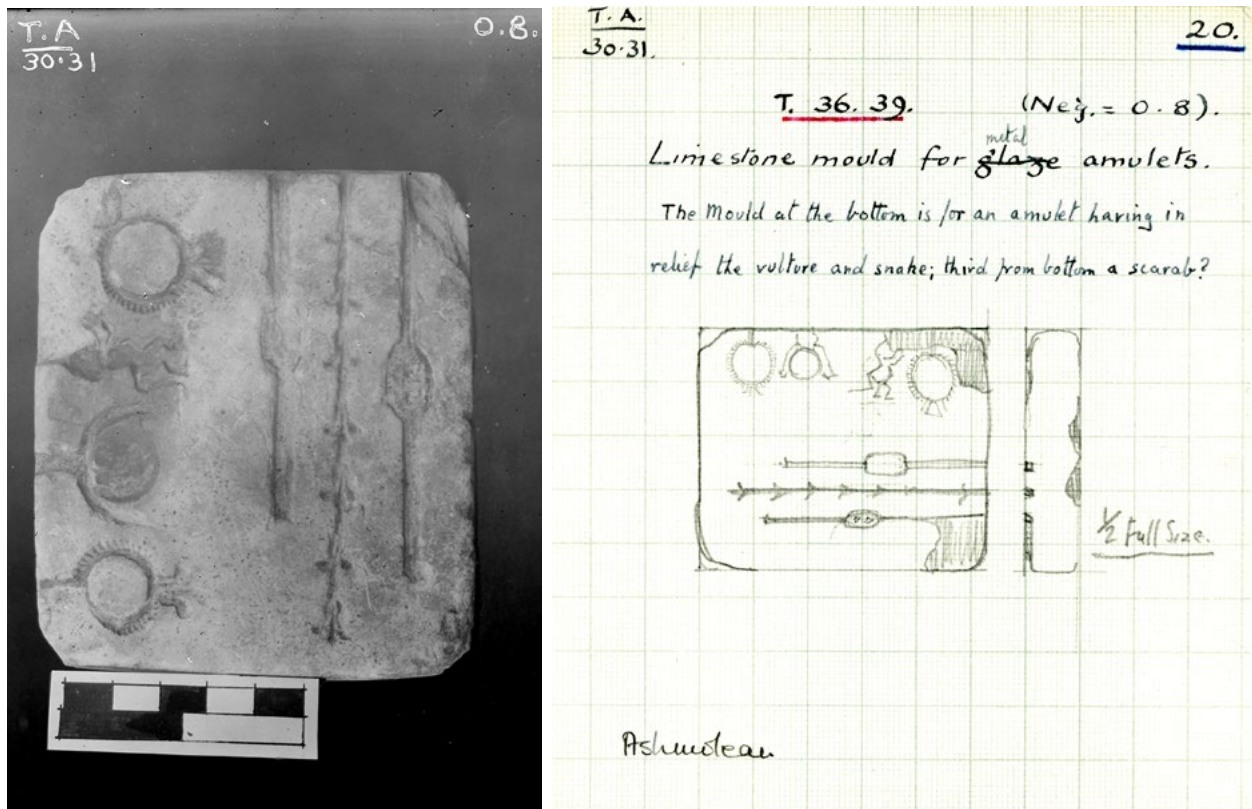 T.A
30·31
O.8.
T.A.
30·31.
20.
T. 36. 39. (Neg. = O.8).
metal
Limestone mould for glaze amulets.
The Mould at the bottom is for an amulet having in
relief the vulture and snake; third from bottom a scarab?
1/2 Full Size.
Ashmolean